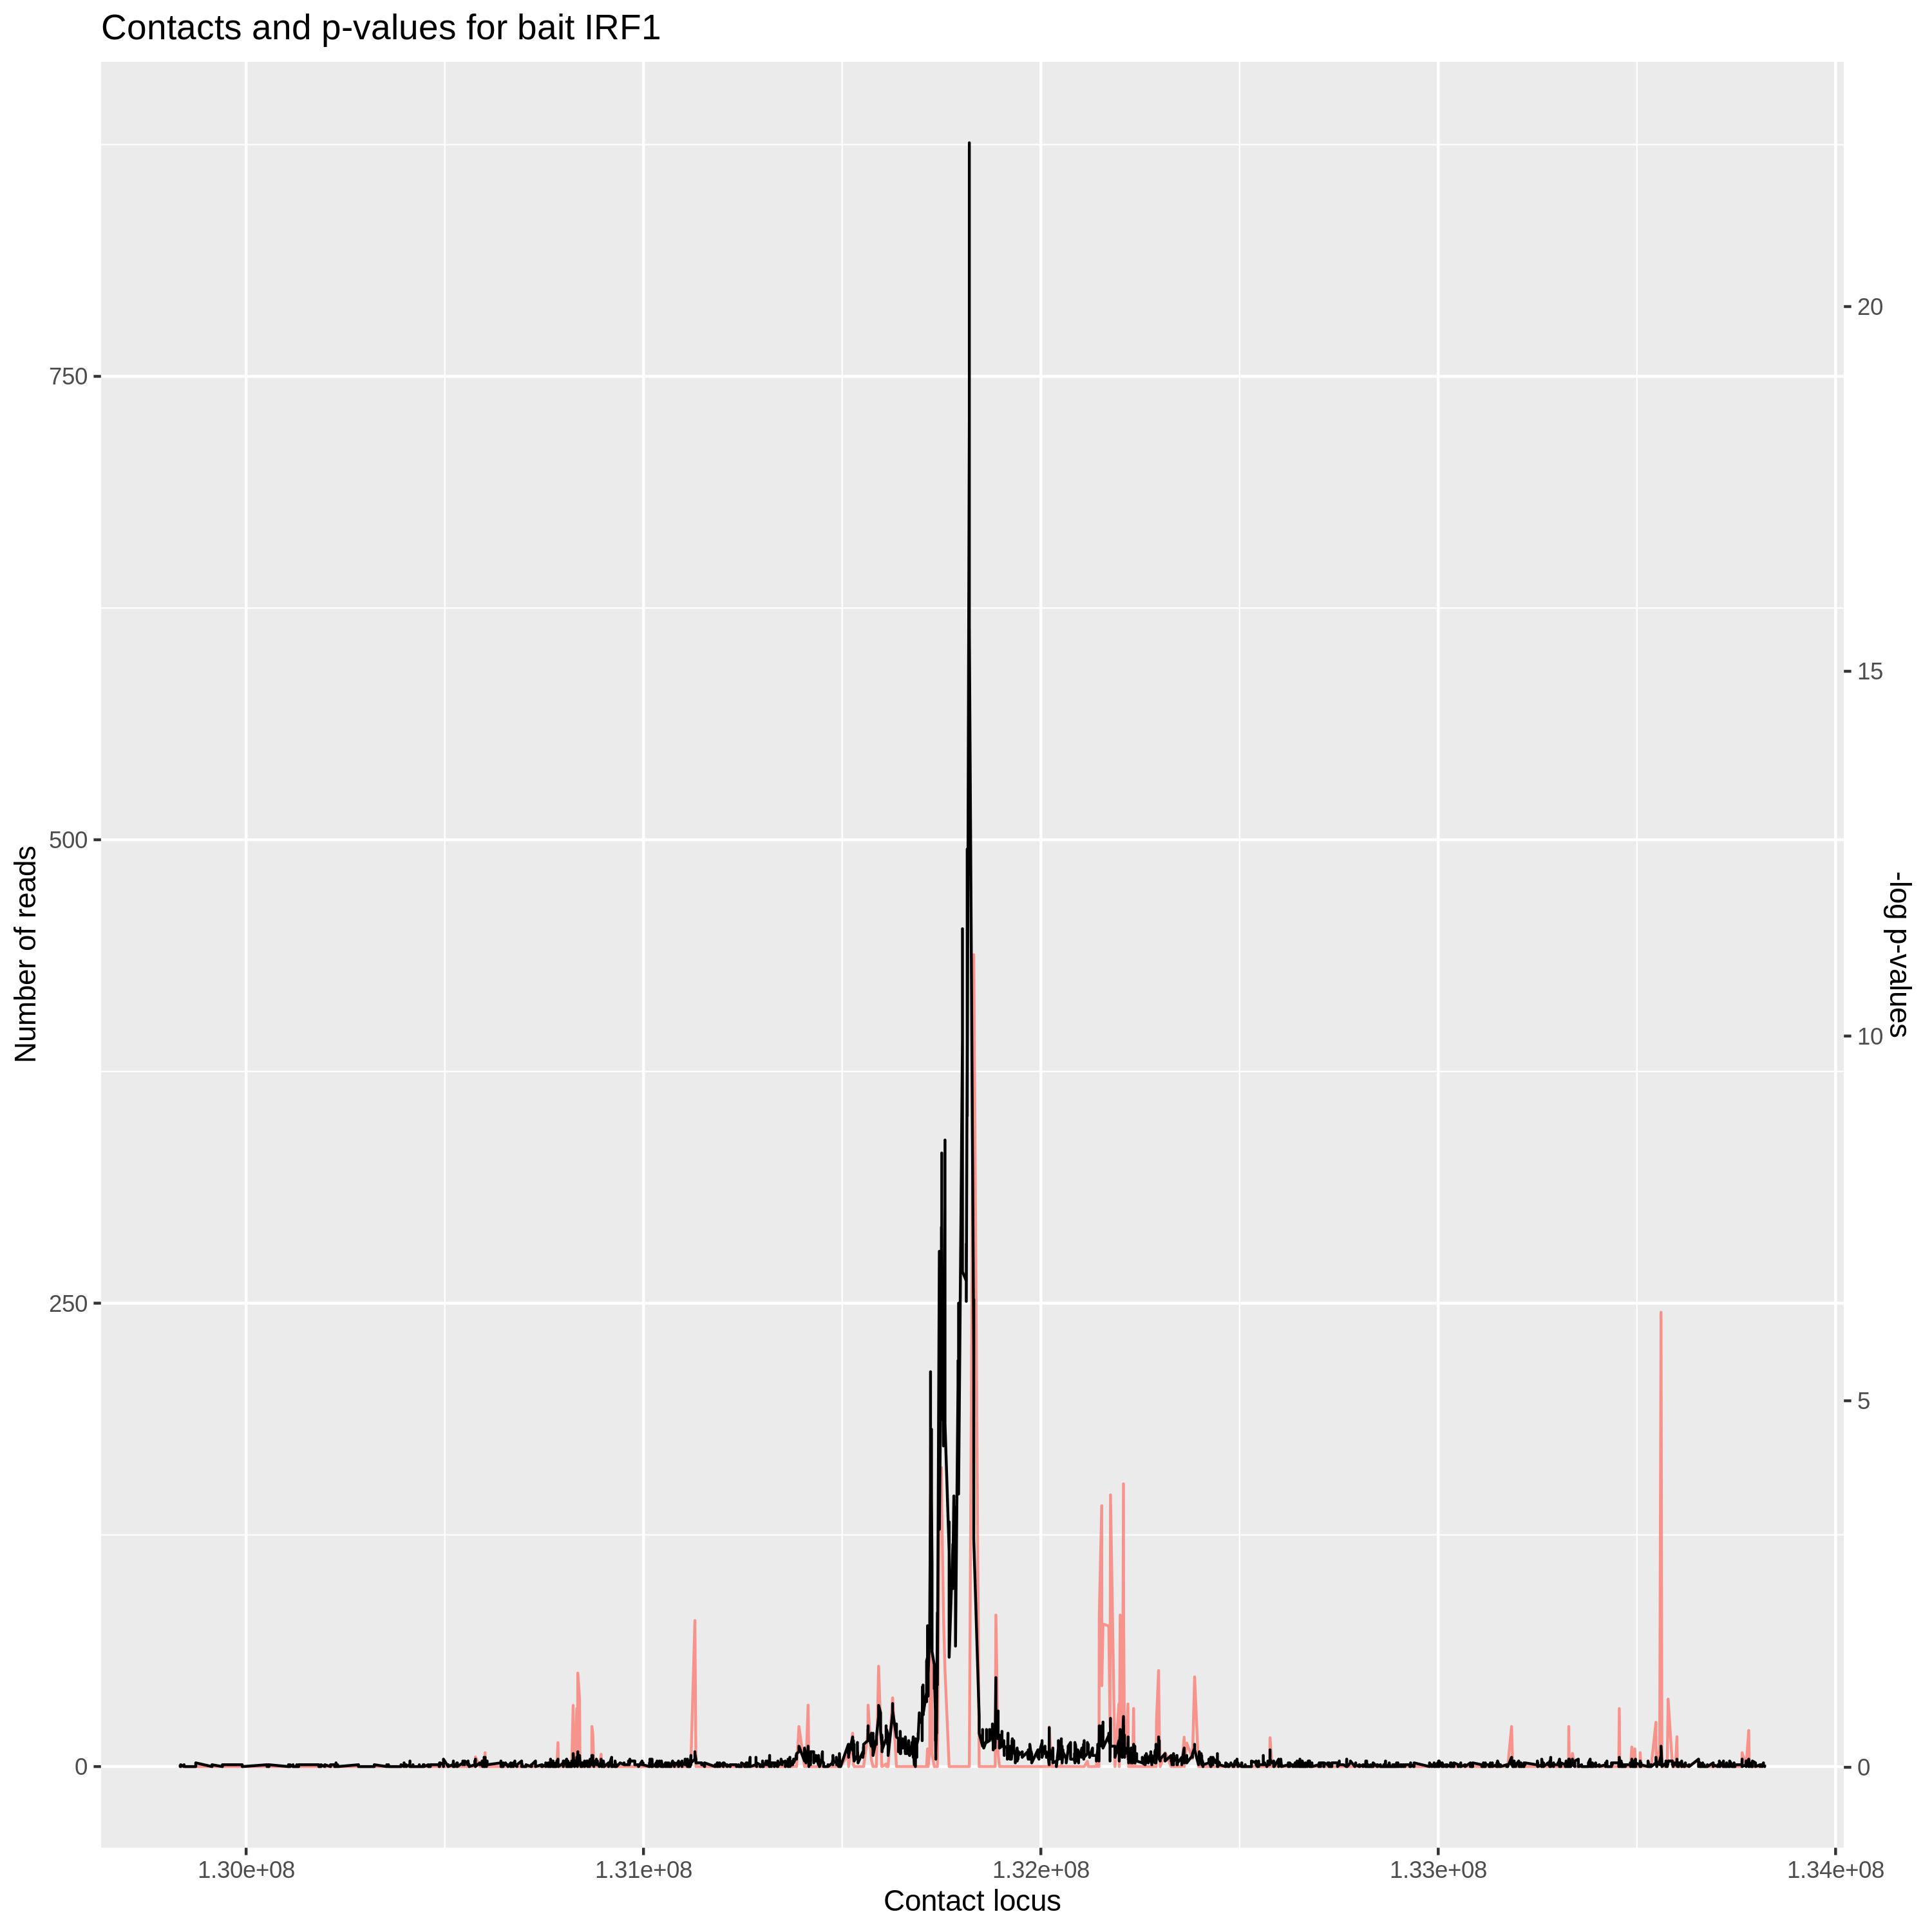 Contacts and p-values for bait IRF1
Number of reads
750
500
250
0
20
15
10
5
0
-log p-values
1.30e+08
1.31e+08
1.32e+08
1.33e+08
1.34e+08
Contact locus